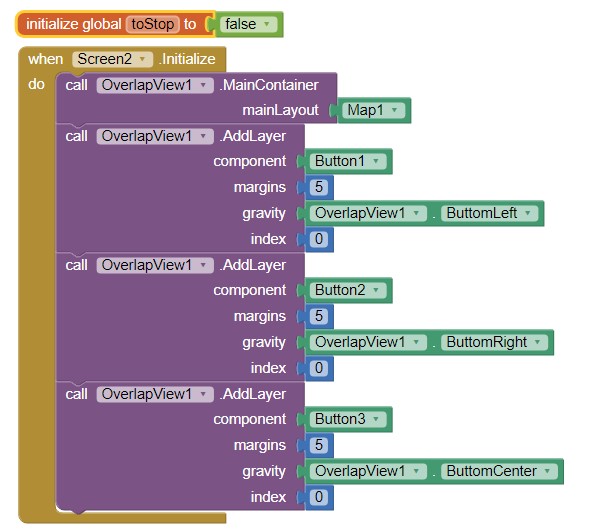 initialize global toStop to false
when Screen2 .Initialize
do call OverlapView1 .MainContainer
mainLayout Map1
call OverlapView1 .AddLayer
component Button1
margins 5
gravity OverlapView1 . ButtomLeft
index 0
call OverlapView1 .AddLayer
component Button2
margins 5
gravity OverlapView1 . ButtomRight
index 0
call OverlapView1 .AddLayer
component Button3
margins 5
gravity OverlapView1 . ButtomCenter
index 0